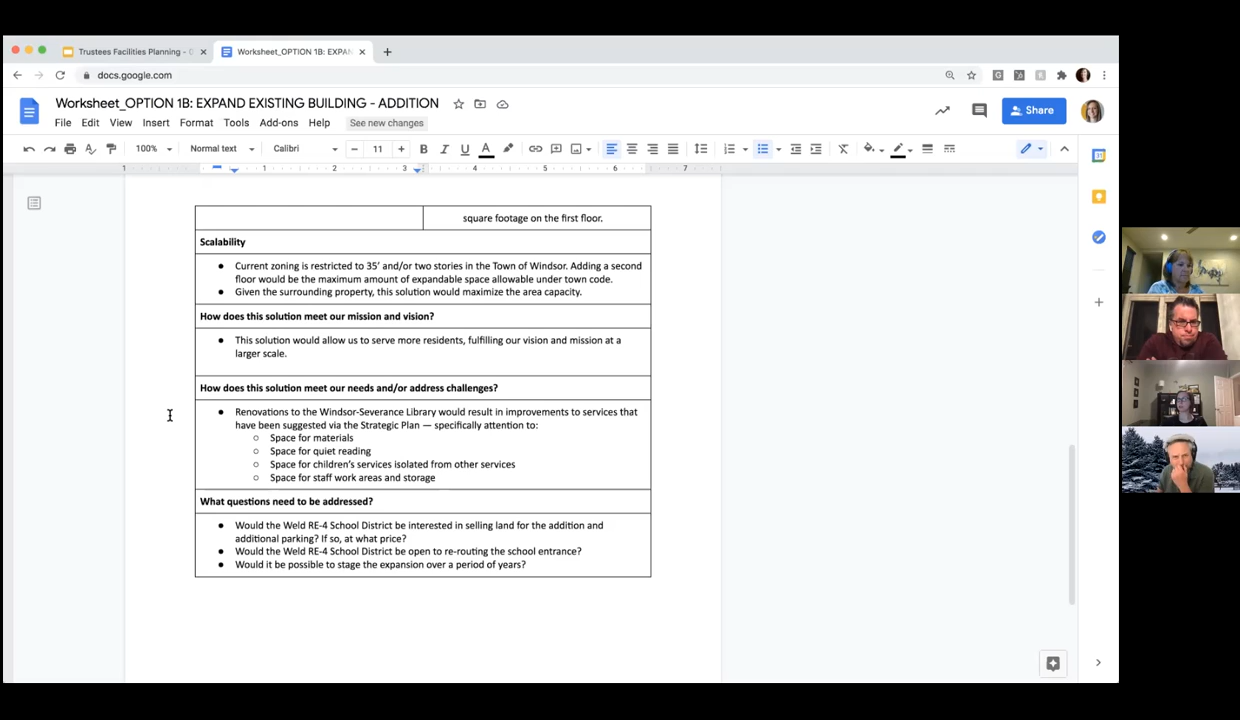 Trustees Facilities Planning - 
Worksheet_OPTION 1B: EXPAN
docs.google.com
Worksheet_OPTION 1B: EXPAND EXISTING BUILDING - ADDITION
Share
File Edit View Insert Format Tools Add-ons Help See new changes
100% Normal text Calibri 11
1 1 2 3 4 5 6 7
square footage on the first floor.
Scalability
Current zoning is restricted to 35' and/or two stories in the Town of Windsor. Adding a second
floor would be the maximum amount of expandable space allowable under town code.
Given the surrounding property, this solution would maximize the area capacity.
How does this solution meet our mission and vision?
This solution would allow us to serve more residents, fulfilling our vision and mission at a
larger scale.
How does this solution meet our needs and/or address challenges?
Renovations to the Windsor-Severance Library would result in improvements to services that
have been suggested via the Strategic Plan — specifically attention to:
Space for materials
Space for quiet reading
Space for children's services isolated from other services
Space for staff work areas and storage
What questions need to be addressed?
Would the Weld RE-4 School District be interested in selling land for the addition and
additional parking? If so, at what price?
Would the Weld RE-4 School District be open to re-routing the school entrance?
Would it be possible to stage the expansion over a period of years?